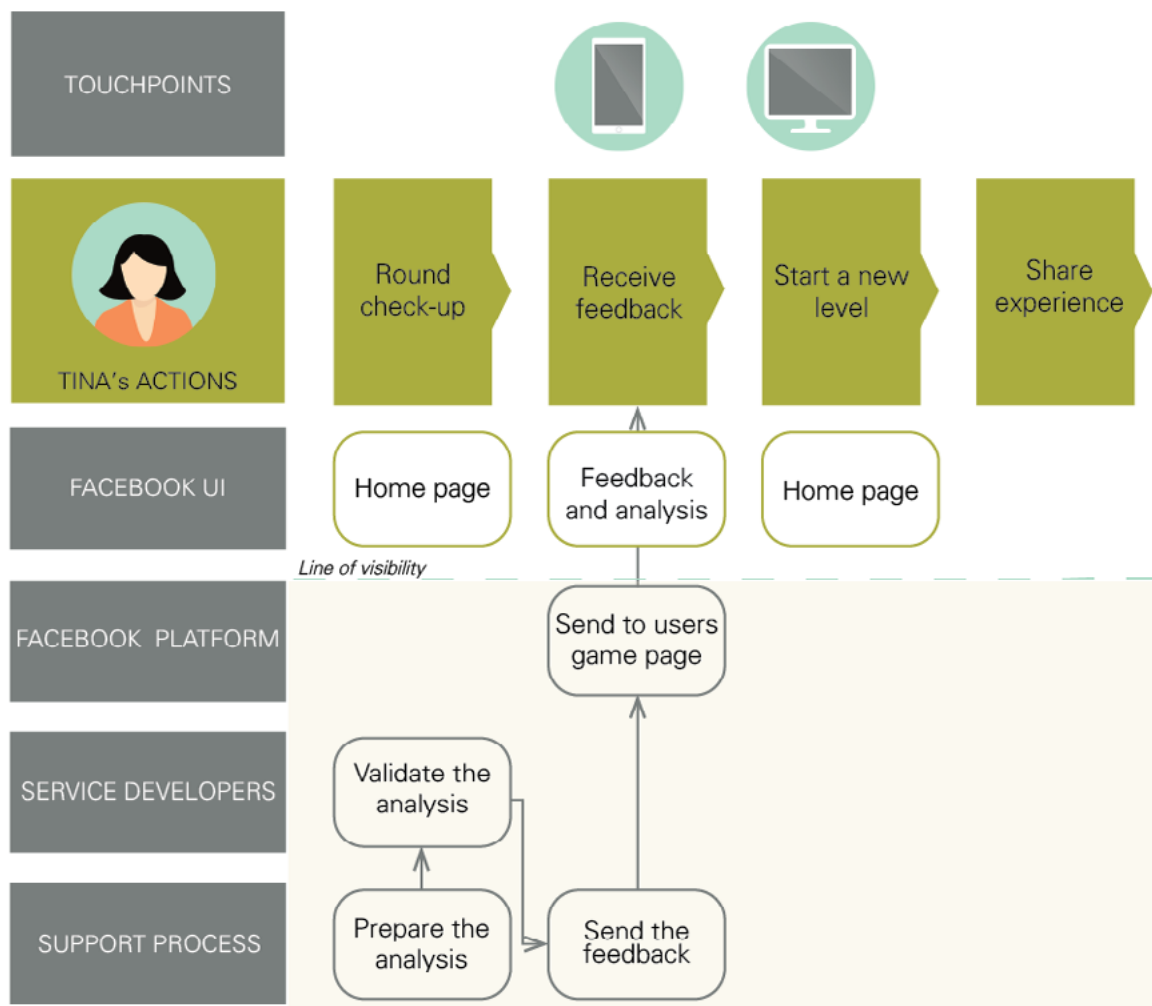 TOUCHPOINTS
TINA's ACTIONS
Round
check-up
Receive
feedback
Start a new
level
Share
experience
FACEBOOK UI
Home page
Feedback
and analysis
Home page
Line of visibility
FACEBOOK PLATFORM
Send to users
game page
SERVICE DEVELOPERS
Validate the
analysis
SUPPORT PROCESS
Prepare the
analysis
Send the
feedback